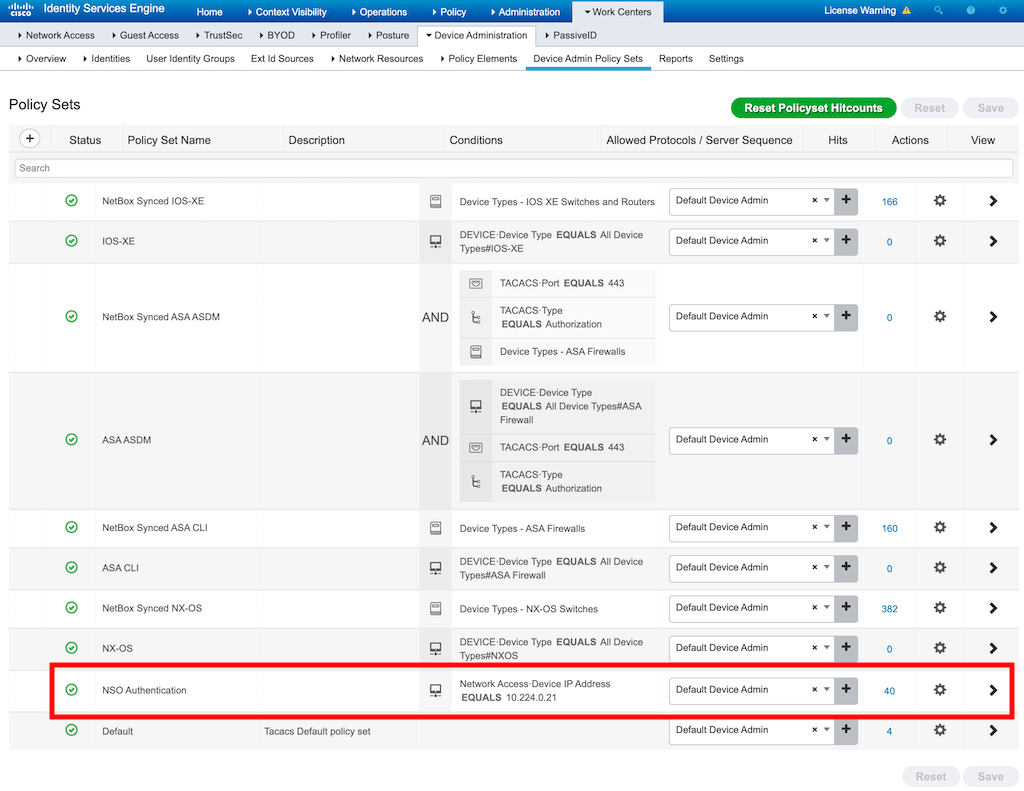 cisco Identity Services Engine Home Context Visibility Operations Policy Administration Work Centers License Warning
Network Access Guest Access TrustSec BYOD Profiler Posture Device Administration PassiveID
Overview Identities User Identity Groups Ext Id Sources Network Resources Policy Elements Device Admin Policy Sets Reports Settings
Policy Sets
Reset Policyset Hitcounts Reset Save
+ Status Policy Set Name Description Conditions Allowed Protocols / Server Sequence Hits Actions View
Search
NetBox Synced IOS-XE Device Types - IOS XE Switches and Routers Default Device Admin × + 166
IOS-XE DEVICE·Device Type EQUALS All Device Types#IOS-XE Default Device Admin × + 0
NetBox Synced ASA ASDM AND Default Device Admin × + 0
TACACS·Port EQUALS 443
TACACS·Type
EQUALS Authorization
Device Types - ASA Firewalls
ASA ASDM AND Default Device Admin × + 0
DEVICE·Device Type
EQUALS All Device Types#ASA
Firewall
TACACS·Port EQUALS 443
TACACS·Type
EQUALS Authorization
NetBox Synced ASA CLI Device Types - ASA Firewalls Default Device Admin × + 160
ASA CLI DEVICE·Device Type EQUALS All Device Types#ASA Firewall Default Device Admin × + 0
NetBox Synced NX-OS Device Types - NX-OS Switches Default Device Admin × + 382
NX-OS DEVICE·Device Type EQUALS All Device Types#NXOS Default Device Admin × + 0
NSO Authentication Network Access·Device IP Address EQUALS 10.224.0.21 Default Device Admin × + 40
Default Tacacs Default policy set Default Device Admin × + 4
Reset Save